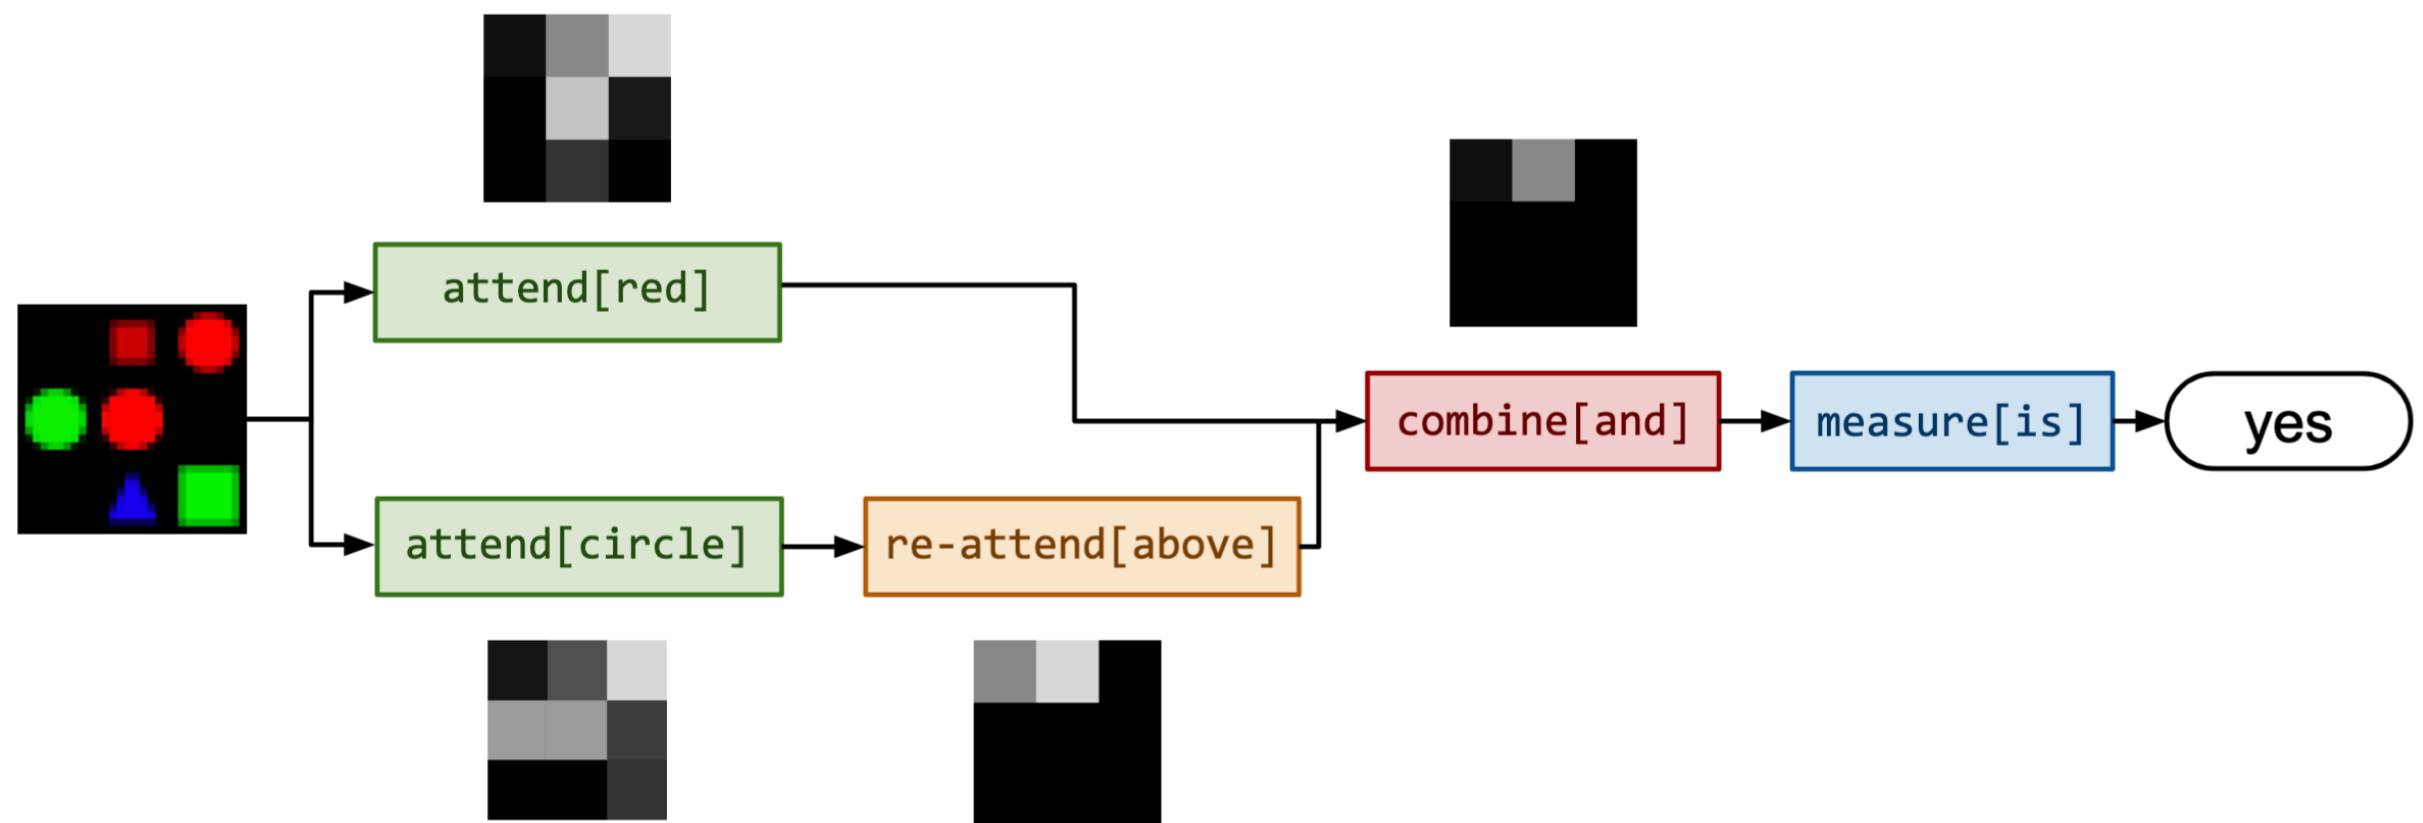 attend[red]
attend[circle]
re-attend[above]
combine[and]
measure[is]
yes